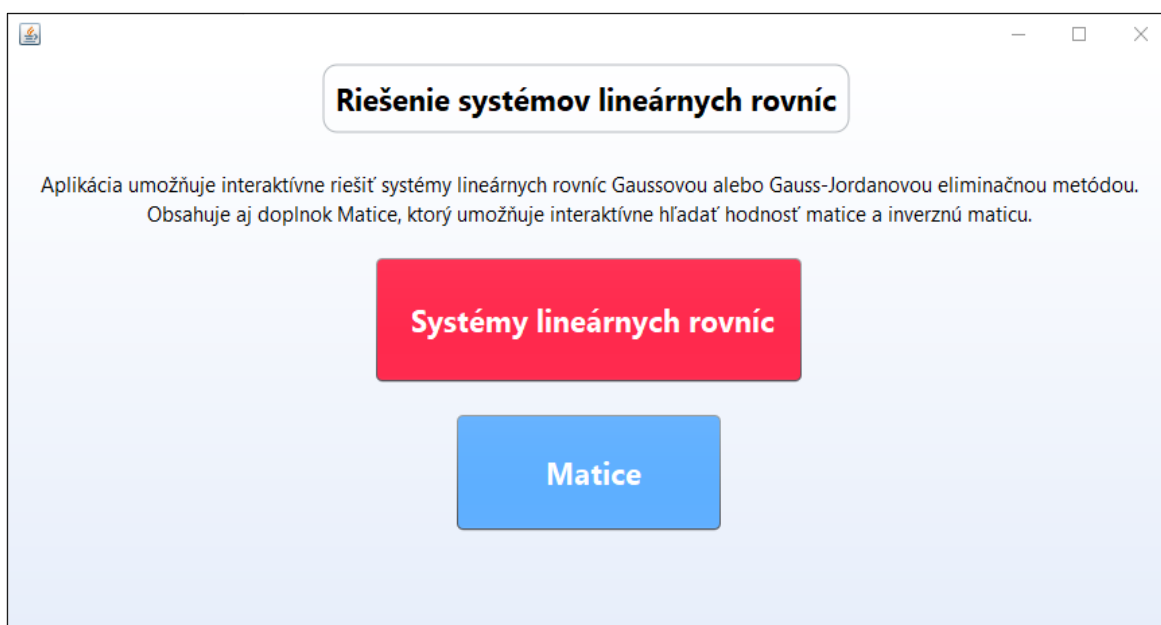 Riešenie systémov lineárnych rovníc
Aplikácia umožňuje interaktívne riešiť systémy lineárnych rovníc Gaussovou alebo Gauss-Jordanovou eliminačnou metódou.
Obsahuje aj doplnok Matice, ktorý umožňuje interaktívne hľadať hodnosť matice a inverznú maticu.
Systémy lineárnych rovníc
Matice